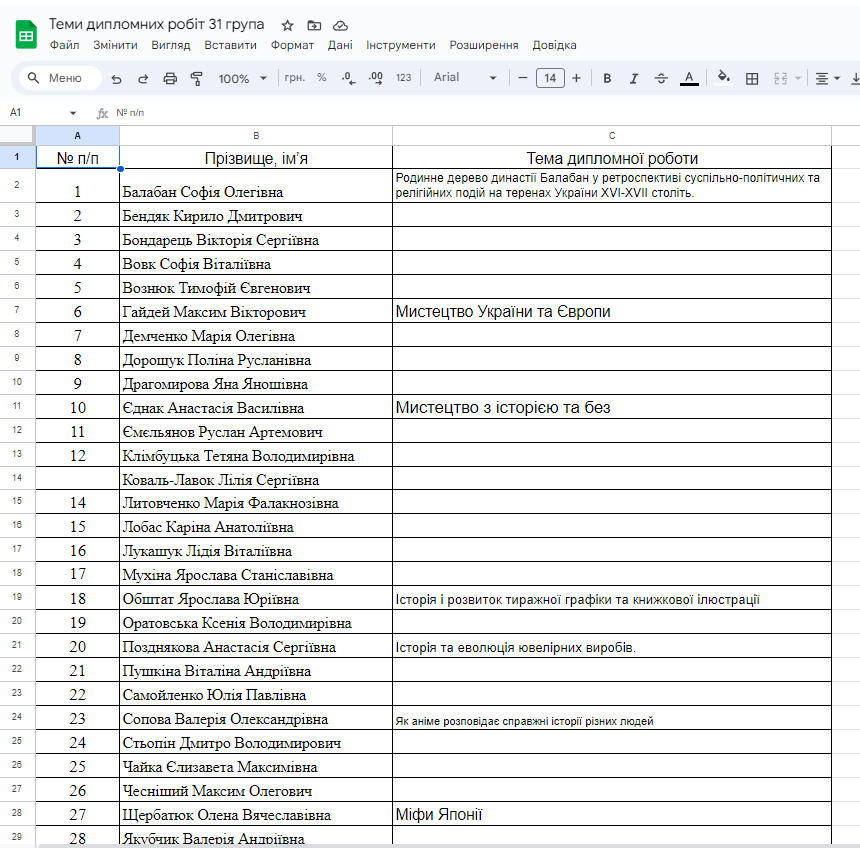 Теми дипломних робіт 31 група
Файл Змінити Вигляд Вставити Формат Дані Інструменти Розширення Довідка
Меню 100% грн. % .0 .00 123 Arial 14 B I A
A1 fx № п/п
A B C
1 № п/п Прізвище, ім'я Тема дипломної роботи
2 1 Балабан Софія Олегівна Родинне дерево династії Балабан у ретроспективі суспільно-політичних та
релігійних подій на теренах України XVI-XVII століть.
3 2 Бендяк Кирило Дмитрович
4 3 Бондарець Вікторія Сергіївна
5 4 Вовк Софія Віталіївна
6 5 Вознюк Тимофій Євгенович
7 6 Гайдей Максим Вікторович Мистецтво України та Європи
8 7 Демченко Марія Олегівна
9 8 Дорощук Поліна Русланівна
10 9 Драгомирова Яна Яношівна
11 10 Єднак Анастасія Василівна Мистецтво з історією та без
12 11 Ємєльянов Руслан Артемович
13 12 Клімбуцька Тетяна Володимирівна
14 Коваль-Лавок Лілія Сергіївна
15 14 Литовченко Марія Фалакнозівна
16 15 Лобас Каріна Анатоліївна
17 16 Лукащук Лідія Віталіївна
18 17 Мухіна Ярослава Станіславівна
19 18 Обштат Ярослава Юріївна Історія і розвиток тиражної графіки та книжкової ілюстрації
20 19 Оратовська Ксенія Володимирівна
21 20 Позднякова Анастасія Сергіївна Історія та еволюція ювелірних виробів.
22 21 Пушкіна Віталіна Андріївна
23 22 Самойленко Юлія Павлівна
24 23 Сопова Валерія Олександрівна Як аніме розповідає справжні історії різних людей
25 24 Стьопін Дмитро Володимирович
26 25 Чайка Єлизавета Максимівна
27 26 Чесніший Максим Олегович
28 27 Щербатюк Олена Вячеславівна Міфи Японії
29 28 Якубчик Валерія Андріївна